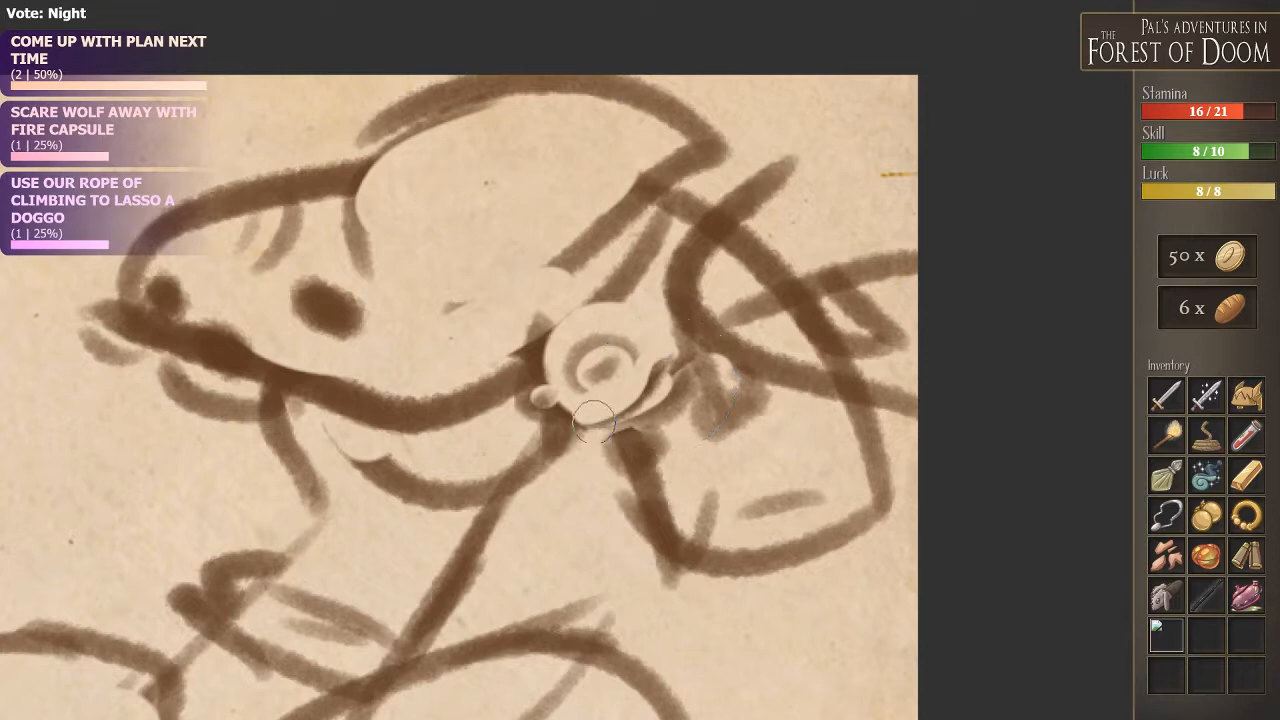 Vote: Night
COME UP WITH PLAN NEXT
TIME
(2 | 50%)
SCARE WOLF AWAY WITH
FIRE CAPSULE
(1 | 25%)
USE OUR ROPE OF
CLIMBING TO LASSO A
DOGGO
(1 | 25%)
PAL'S ADVENTURES IN
THE FOREST OF DOOM
Stamina
16 / 21
Skill
8 / 10
Luck
8 / 8
50 x
6 x
Inventory